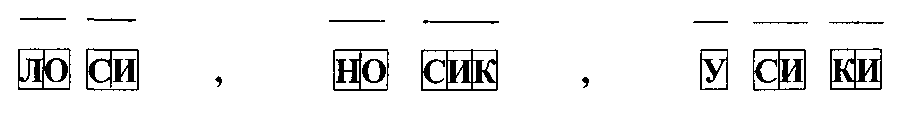 ЛО СИ , НО СИК , У СИ КИ